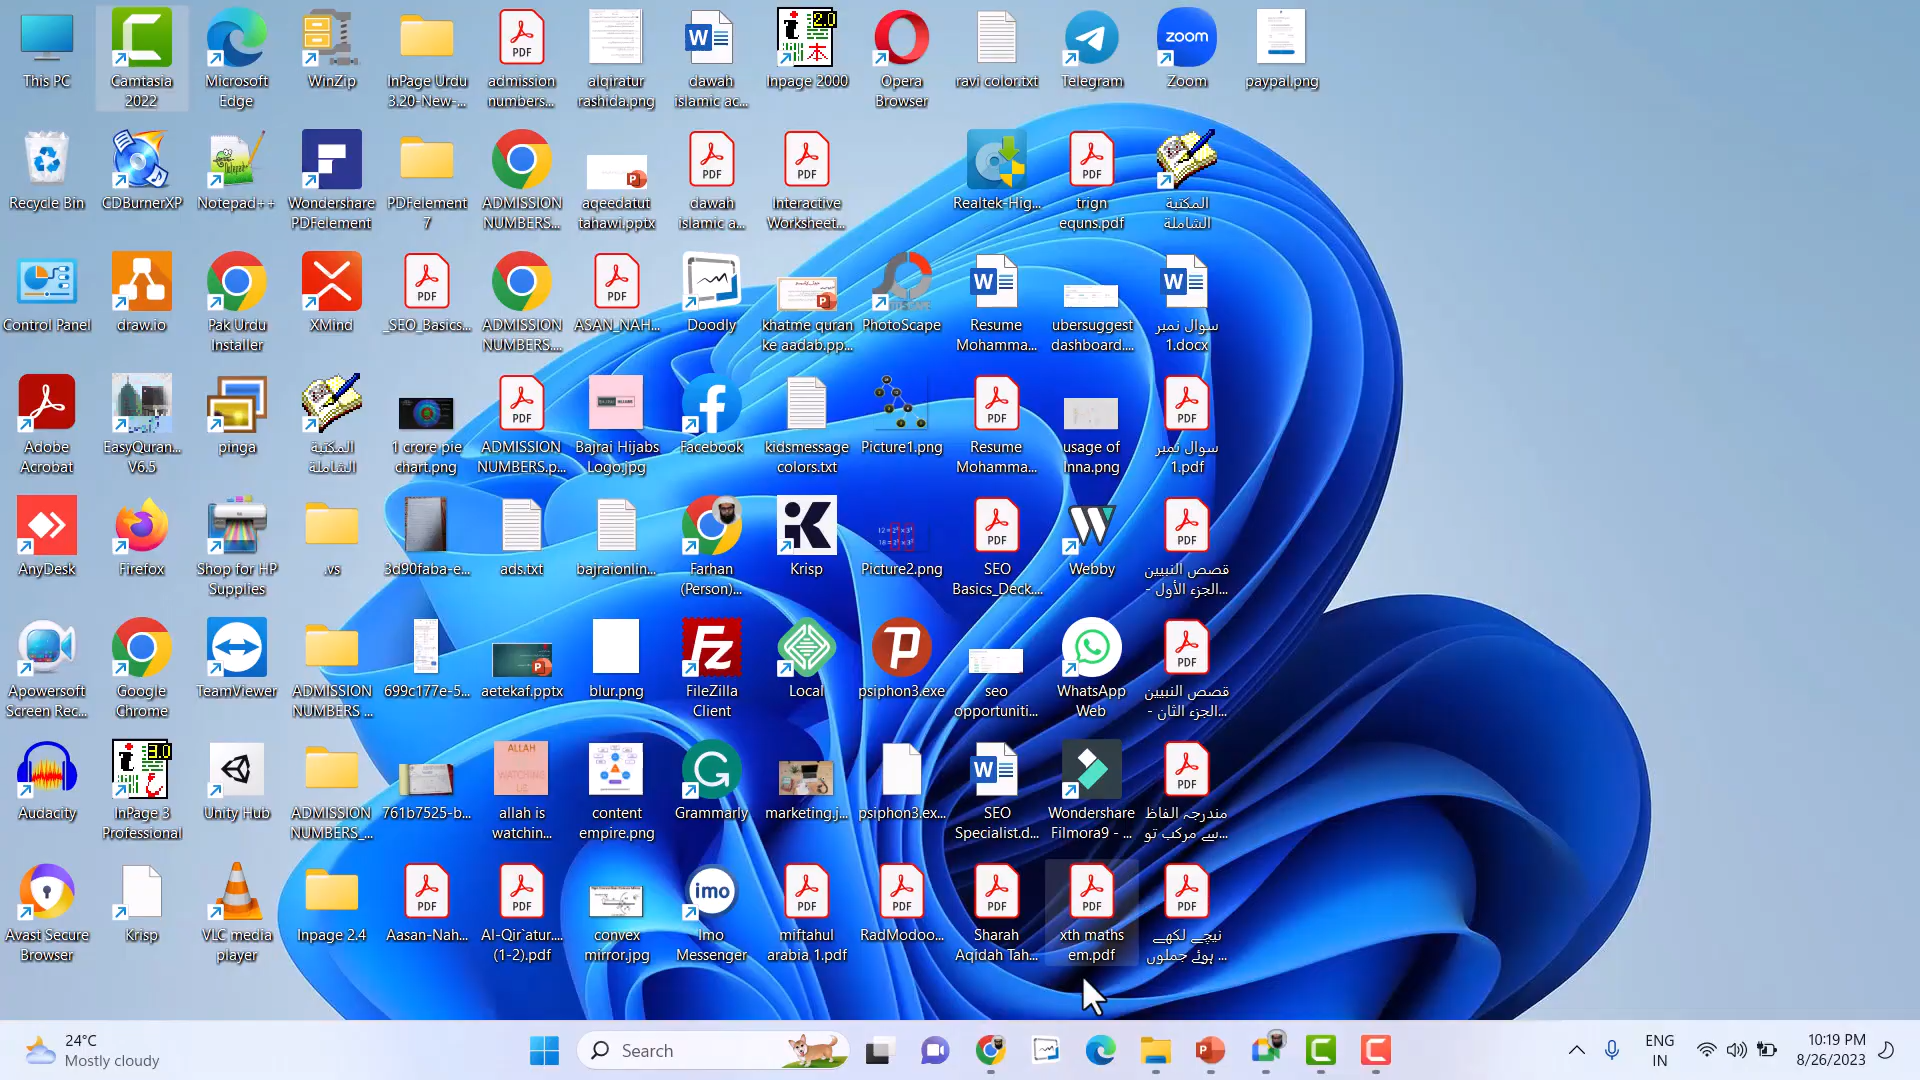 This PC
Camtasia
2022
Microsoft
Edge
WinZip
InPage Urdu
3.20-New-...
admission
numbers...
alqiratur
rashida.png
dawah
islamic ac...
Inpage 2000
Opera
Browser
ravi color.txt
Telegram
Zoom
paypal.png
Recycle Bin
CDBurnerXP
Notepad++
Wondershare
PDFelement
PDFelement
7
ADMISSION
NUMBERS...
aqeedatut
tahawi.pptx
dawah
islamic a...
Interactive
Worksheet...
Realtek-Hig...
trign
equns.pdf
المكتبة
الشاملة
Control Panel
draw.io
Pak Urdu
Installer
XMind
_SEO_Basics...
ADMISSION
NUMBERS....
ASAN_NAH...
Doodly
khatme quran
ke aadab.pp...
PhotoScape
Resume
Mohamma...
ubersuggest
dashboard....
سوال نمبر
1.docx
Adobe
Acrobat
EasyQuran...
V6.5
pinga
المكتبة
الشاملة
1 crore pie
chart.png
ADMISSION
NUMBERS.p...
Bajrai Hijabs
Logo.jpg
Facebook
kidsmessage
colors.txt
Picture1.png
Resume
Mohamma...
usage of
Inna.png
سوال نمبر
1.pdf
AnyDesk
Firefox
Shop for HP
Supplies
.vs
3d90faba-e...
ads.txt
bajraionlin...
Farhan
(Person)...
Krisp
Picture2.png
SEO
Basics_Deck....
Webby
قصص النبيين
الجزء الأول - ...
Apowersoft
Screen Rec...
Google
Chrome
TeamViewer
ADMISSION
NUMBERS ...
699c177e-5...
aetekaf.pptx
blur.png
FileZilla
Client
Local
psiphon3.exe
seo
opportuniti...
WhatsApp
Web
قصص النبيين
الجزء الثان - ...
Audacity
InPage 3
Professional
Unity Hub
ADMISSION
NUMBERS_...
761b7525-b...
allah is
watchin...
content
empire.png
Grammarly
marketing.j...
psiphon3.ex...
SEO
Specialist.d...
Wondershare
Filmora9 - ...
مندرجہ الفاظ
سے مرکب تو...
Avast Secure
Browser
Krisp
VLC media
player
Inpage 2.4
Aasan-Nah...
Al-Qir`atur....
(1-2).pdf
convex
mirror.jpg
Imo
Messenger
miftahul
arabia 1.pdf
RadModoo...
Sharah
Aqidah Tah...
xth maths
em.pdf
نیچے لکھے
ہوئے جملوں ...
24°C
Mostly cloudy
Search
ENG
IN
10:19 PM
8/26/2023